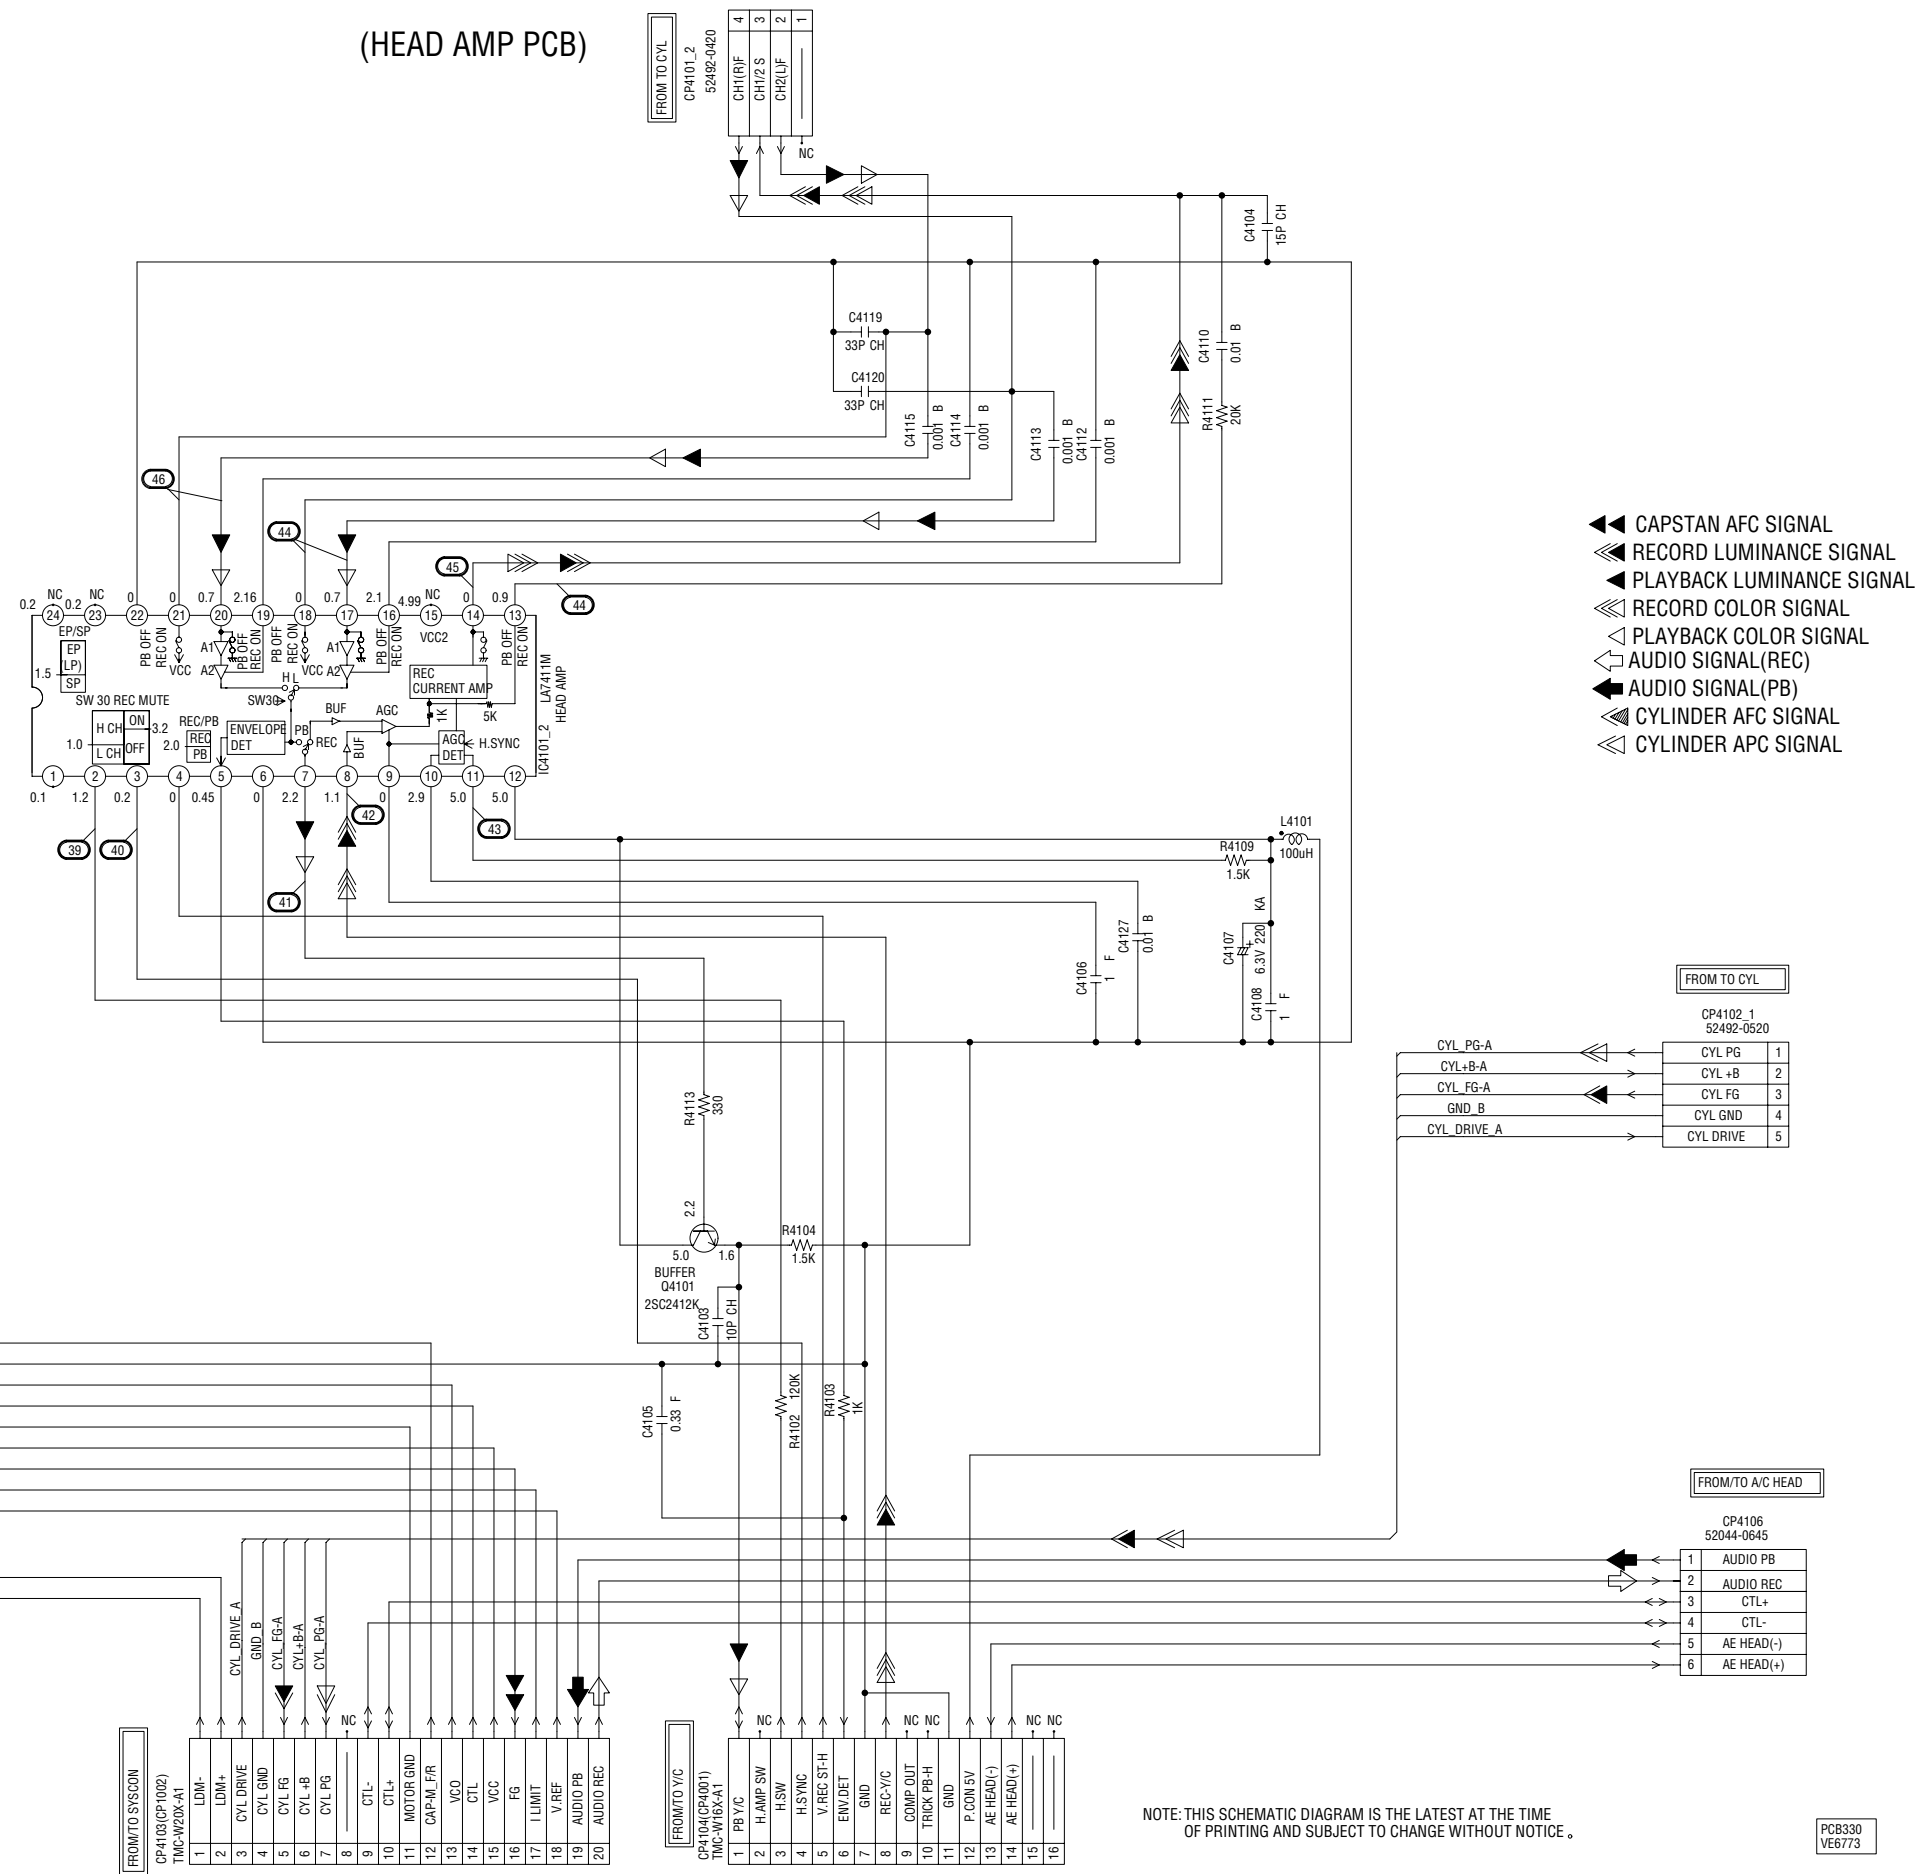 (HEAD AMP PCB)
FROM TO CYL
CP4101_2
52492-0420
4 CH1(R)F
3 CH1/2 S
2 CH2(L)F
1
NC
C4104
15P CH
C4119
33P CH
C4120
33P CH
C4110
0.01 B
R4111
20K
C4115
0.001 B
C4114
0.001 B
C4113
0.001 B
C4112
0.001 B
46
44
45
44
CAPSTAN AFC SIGNAL
RECORD LUMINANCE SIGNAL
PLAYBACK LUMINANCE SIGNAL
RECORD COLOR SIGNAL
PLAYBACK COLOR SIGNAL
AUDIO SIGNAL(REC)
AUDIO SIGNAL(PB)
CYLINDER AFC SIGNAL
CYLINDER APC SIGNAL
0.2 NC 0.2 NC 0 0 0.7 2.16 0 0.7 2.1 4.99 NC 0 0.9
24 23 22 21 20 19 18 17 16 15 14 13
EP/SP
EP
(LP)
SP
1.5
PB OFF
REC ON
VCC
A1
A2
PB OFF
REC ON
PB OFF
REC ON
VCC
A1
A2
PB OFF
REC ON
VCC2
PB OFF
REC ON
H L
SW30
REC
CURRENT AMP
1K
5K
SW 30 REC MUTE
H CH
L CH
1.0
ON
OFF
3.2
REC/PB
REC
PB
2.0
ENVELOPE
DET
PB
REC
BUF
BUF
AGC
AGC
DET
H.SYNC
IC4101_2 LA7411M
HEAD AMP
1 2 3 4 5 6 7 8 9 10 11 12
0.1 1.2 0.2 0 0.45 0 2.2 1.1 0 2.9 5.0 5.0
39
40
41
42
43
L4101
100uH
R4109
1.5K
C4107
6.3V 220 KA
+
C4108
1 F
C4127
0.01 B
C4106
1 F
FROM TO CYL
CP4102_1
52492-0520
CYL_PG-A CYL PG 1
CYL+B-A CYL +B 2
CYL_FG-A CYL FG 3
GND_B CYL GND 4
CYL_DRIVE_A CYL DRIVE 5
R4113
330
2.2
5.0
1.6
BUFFER
Q4101
2SC2412K
R4104
1.5K
C4103
10P CH
C4105
0.33 F
R4102 120K
R4103
1K
FROM/TO A/C HEAD
CP4106
52044-0645
1 AUDIO PB
2 AUDIO REC
3 CTL+
4 CTL-
5 AE HEAD(-)
6 AE HEAD(+)
CYL_DRIVE_A
GND_B
CYL_FG-A
CYL+B-A
CYL_PG-A
FROM/TO SYSCON
CP4103(CP1002)
TMC-W20X-A1
1 LDM-
2 LDM+
3 CYL DRIVE
4 CYL GND
5 CYL FG
6 CYL +B
7 CYL PG
8 NC
9 CTL-
10 CTL+
11 MOTOR GND
12 CAP-M_F/R
13 VCO
14 CTL
15 VCC
16 FG
17 I LIMIT
18 V.REF
19 AUDIO PB
20 AUDIO REC
FROM/TO Y/C
CP4104(CP4001)
TMC-W16X-A1
1 PB Y/C
2 H.AMP SW NC
3 H.SW
4 H.SYNC
5 V.REC ST-H
6 ENV.DET
7 GND
8 REC-Y/C
9 COMP OUT NC
10 TRICK PB-H NC
11 GND
12 P.CON 5V
13 AE HEAD(-)
14 AE HEAD(+)
15 NC
16 NC
NOTE: THIS SCHEMATIC DIAGRAM IS THE LATEST AT THE TIME
OF PRINTING AND SUBJECT TO CHANGE WITHOUT NOTICE 。
PCB330
VE6773